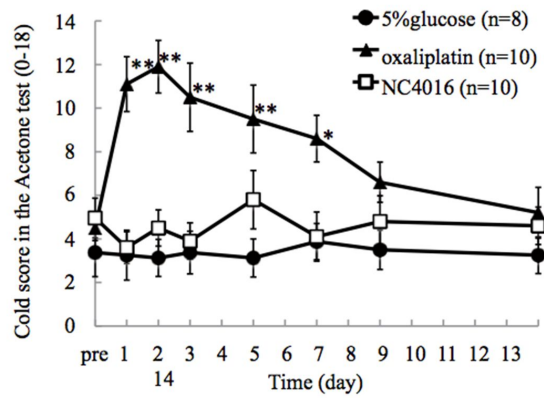 5%glucose (n=8)
oxaliplatin (n=10)
NC4016 (n=10)
Cold score in the Acetone test (0-18)
14
12
10
8
6
4
2
0
** ** ** ** *
pre 1 2 3 4 5 6 7 8 9 10 11 12 13
14
Time (day)